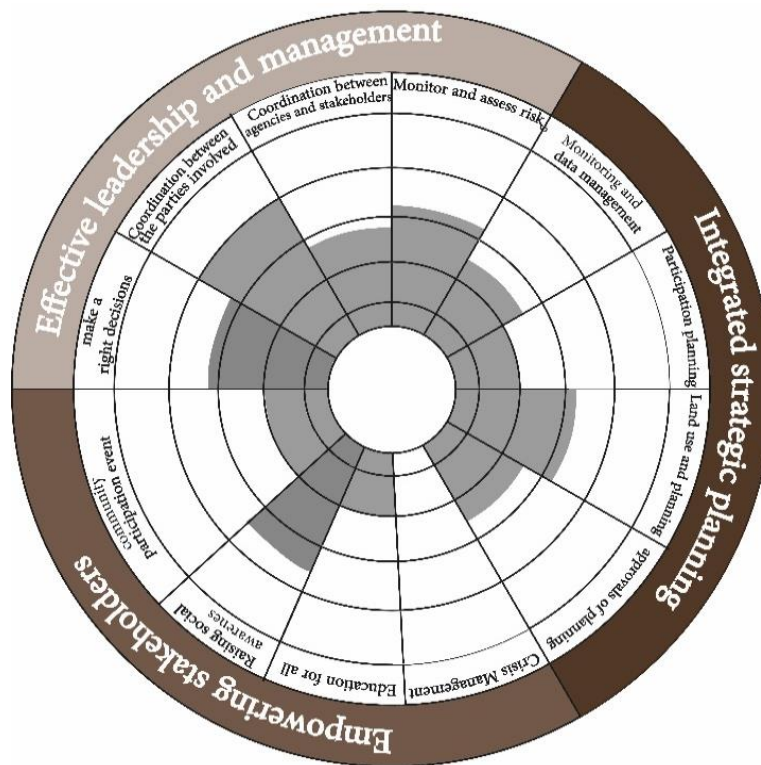 Effective leadership and management
Integrated strategic planning
Empowering stakeholders
Coordination between
agencies and stakeholders
Monitor and assess risk
Monitoring and
data management
Participation planning
Land use and planning
approvals of planning
Crisis Management
Education for all
Raising social
awarenes
community
participation event
make a
right decisions
Coordination between
the parties involved